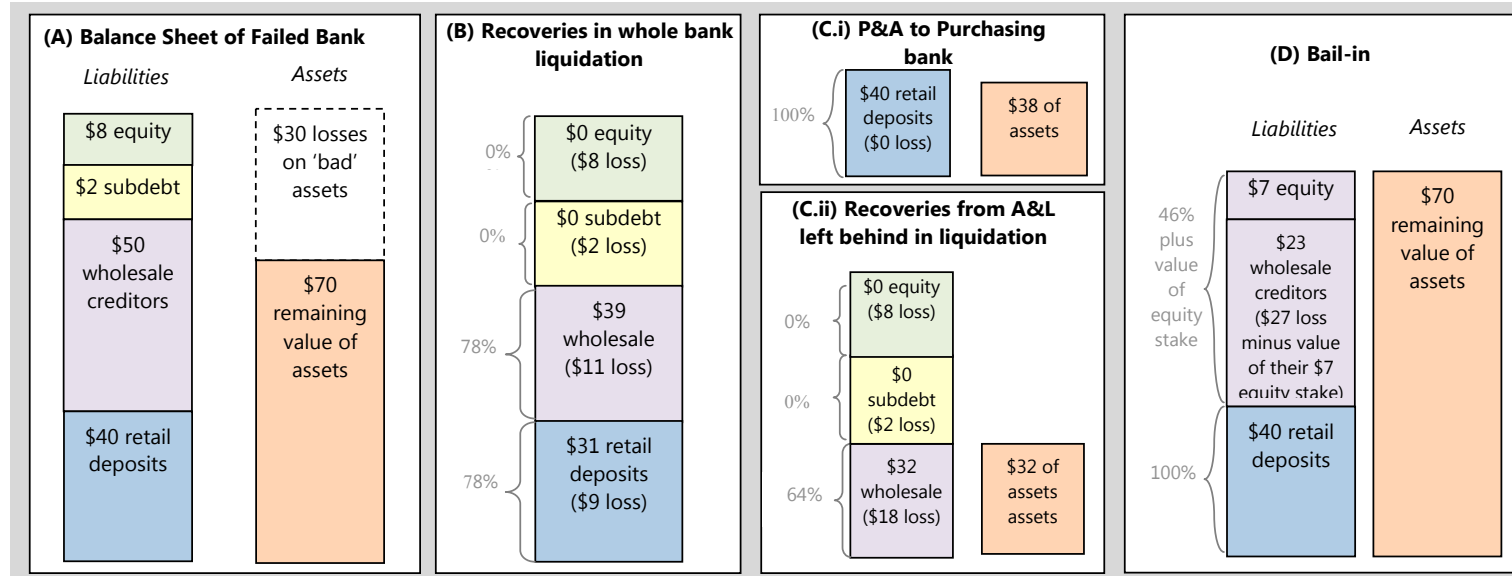 (A) Balance Sheet of Failed Bank
Liabilities
Assets
$8 equity
$2 subdebt
$50
wholesale
creditors
$40 retail
deposits
$30 losses
on ‘bad’
assets
$70
remaining
value of
assets
(B) Recoveries in whole bank
liquidation
0%
$0 equity
($8 loss)
0%
$0 subdebt
($2 loss)
78%
$39
wholesale
($11 loss)
78%
$31 retail
deposits
($9 loss)
(C.i) P&A to Purchasing
bank
100%
$40 retail
deposits
($0 loss)
$38 of
assets
(C.ii) Recoveries from A&L
left behind in liquidation
0%
$0 equity
($8 loss)
0%
$0
subdebt
($2 loss)
64%
$32
wholesale
($18 loss)
$32 of
assets
assets
(D) Bail-in
Liabilities
Assets
46%
plus
value
of
equity
stake
$7 equity
$23
wholesale
creditors
($27 loss
minus value
of their $7
equity stake)
100%
$40 retail
deposits
$70
remaining
value of
assets